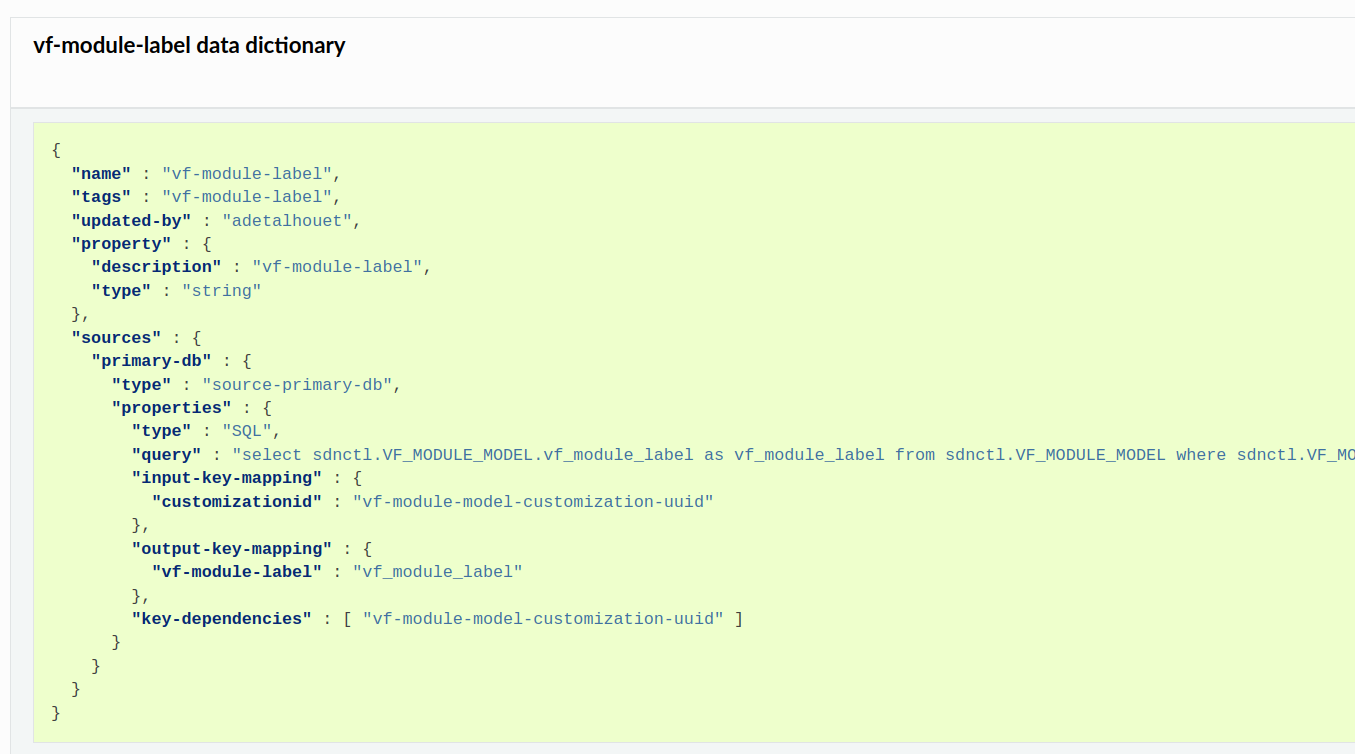 vf-module-label data dictionary
{
  "name" : "vf-module-label",
  "tags" : "vf-module-label",
  "updated-by" : "adetalhouet",
  "property" : {
    "description" : "vf-module-label",
    "type" : "string"
  },
  "sources" : {
    "primary-db" : {
      "type" : "source-primary-db",
      "properties" : {
        "type" : "SQL",
        "query" : "select sdnctl.VF_MODULE_MODEL.vf_module_label as vf_module_label from sdnctl.VF_MODULE_MODEL where sdnctl.VF_MO
        "input-key-mapping" : {
          "customizationid" : "vf-module-model-customization-uuid"
        },
        "output-key-mapping" : {
          "vf-module-label" : "vf_module_label"
        },
        "key-dependencies" : [ "vf-module-model-customization-uuid" ]
      }
    }
  }
}